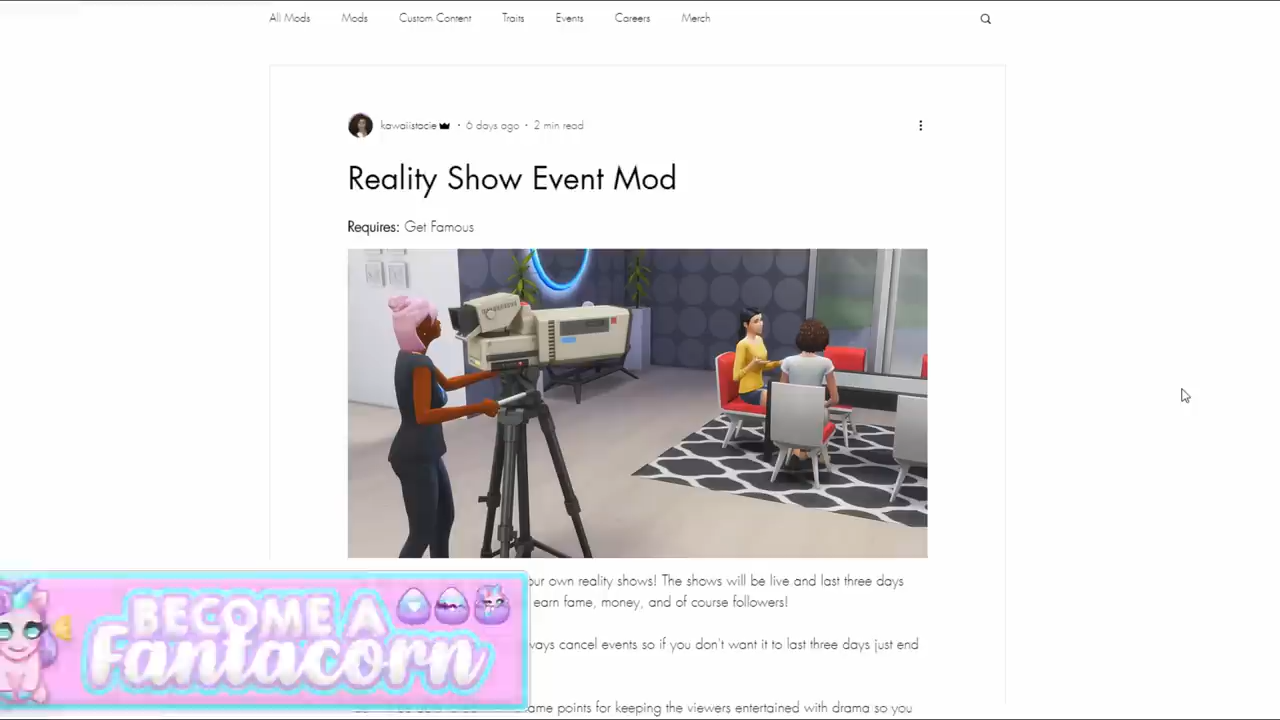 All Mods Mods Custom Content Traits Events Careers Merch
kawaiistacie · 6 days ago · 2 min read
Reality Show Event Mod
Requires: Get Famous
our own reality shows! The shows will be live and last three days
earn fame, money, and of course followers!
ways cancel events so if you don't want it to last three days just end
fame points for keeping the viewers entertained with drama so you
BECOME A
Fantacorn